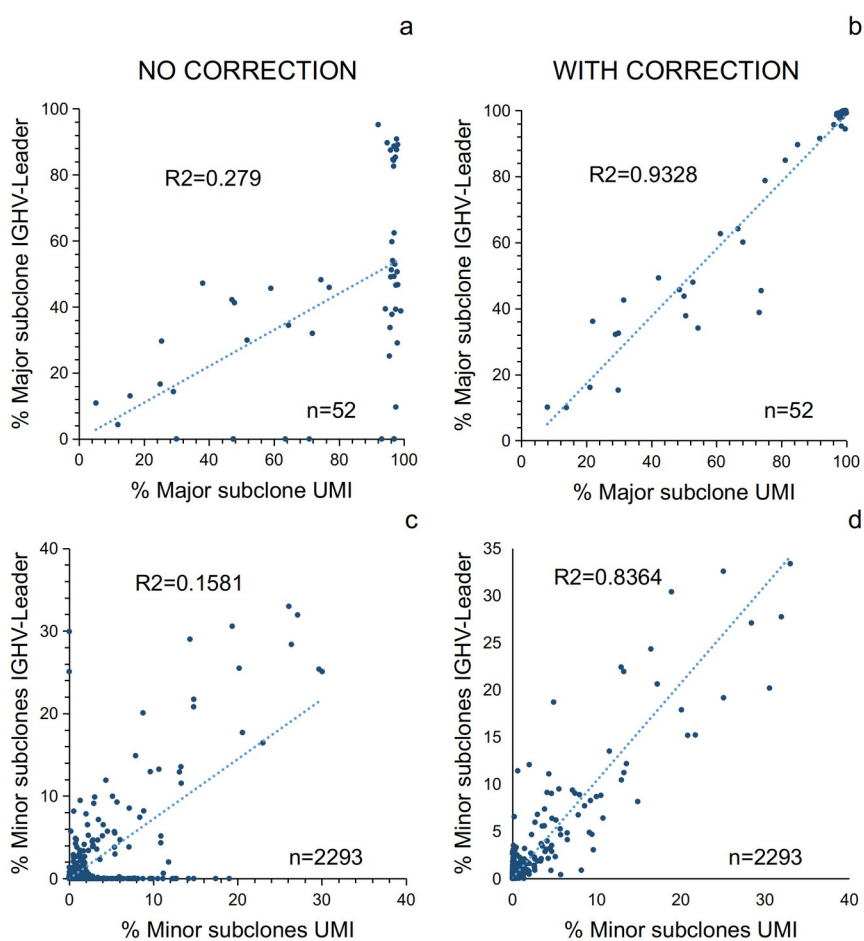 a
NO CORRECTION
% Major subclone IGHV-Leader
100
80
60
40
20
0
R2=0.279
n=52
0 20 40 60 80 100
% Major subclone UMI
b
WITH CORRECTION
% Major subclone IGHV-Leader
100
80
60
40
20
0
R2=0.9328
n=52
0 20 40 60 80 100
% Major subclone UMI
c
% Minor subclones IGHV-Leader
40
30
20
10
0
R2=0.1581
n=2293
0 10 20 30 40
% Minor subclones UMI
d
% Minor subclones IGHV-Leader
35
30
25
20
15
10
5
0
R2=0.8364
n=2293
0 10 20 30 40
% Minor subclones UMI